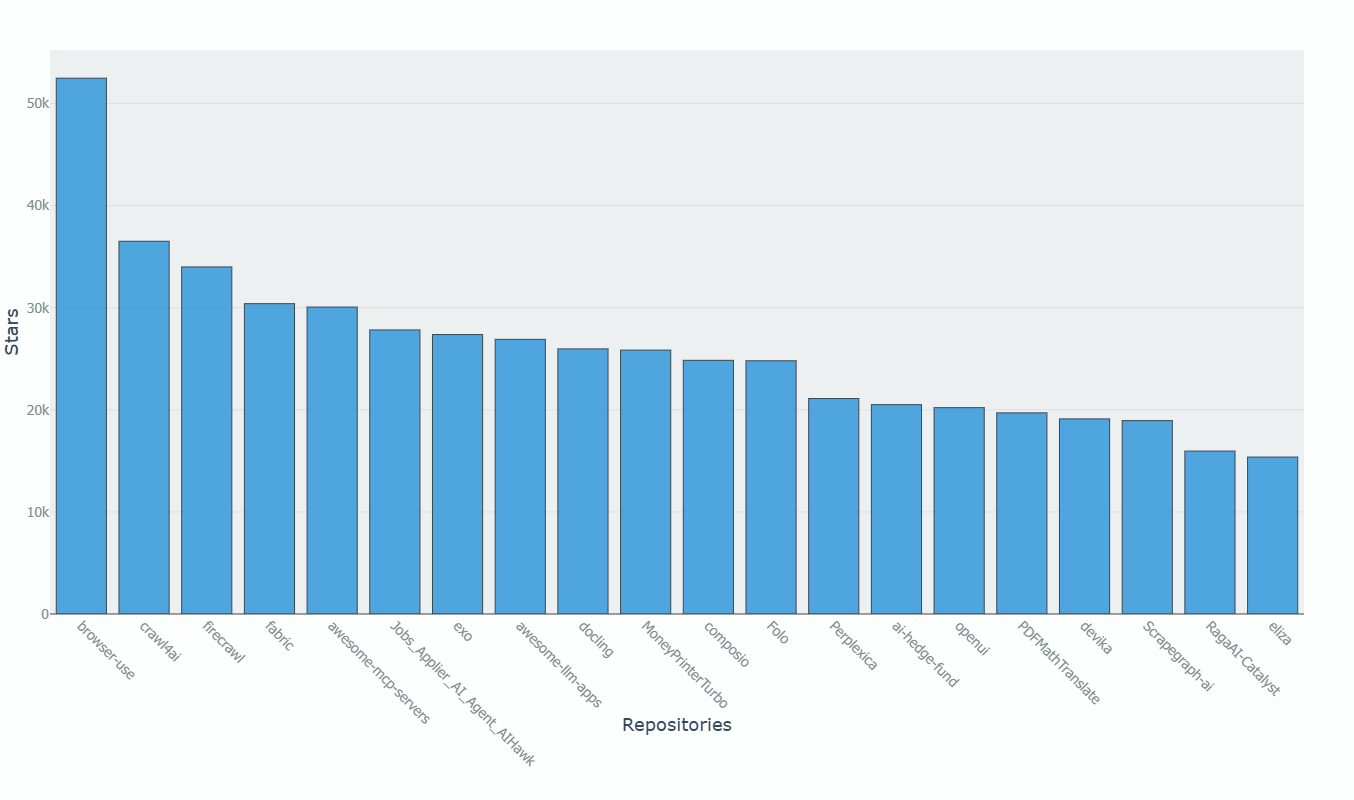 50k
40k
30k
20k
10k
0
Stars
browser-use
crawl4ai
firecrawl
fabric
awesome-mcp-servers
Jobs_Applier_AI_Agent_AIHawk
exo
awesome-llm-apps
docling
MoneyPrinterTurbo
composio
Folo
Perplexica
ai-hedge-fund
openui
PDFMathTranslate
devika
Scrapegraph-ai
RagaAI-Catalyst
eliza
Repositories